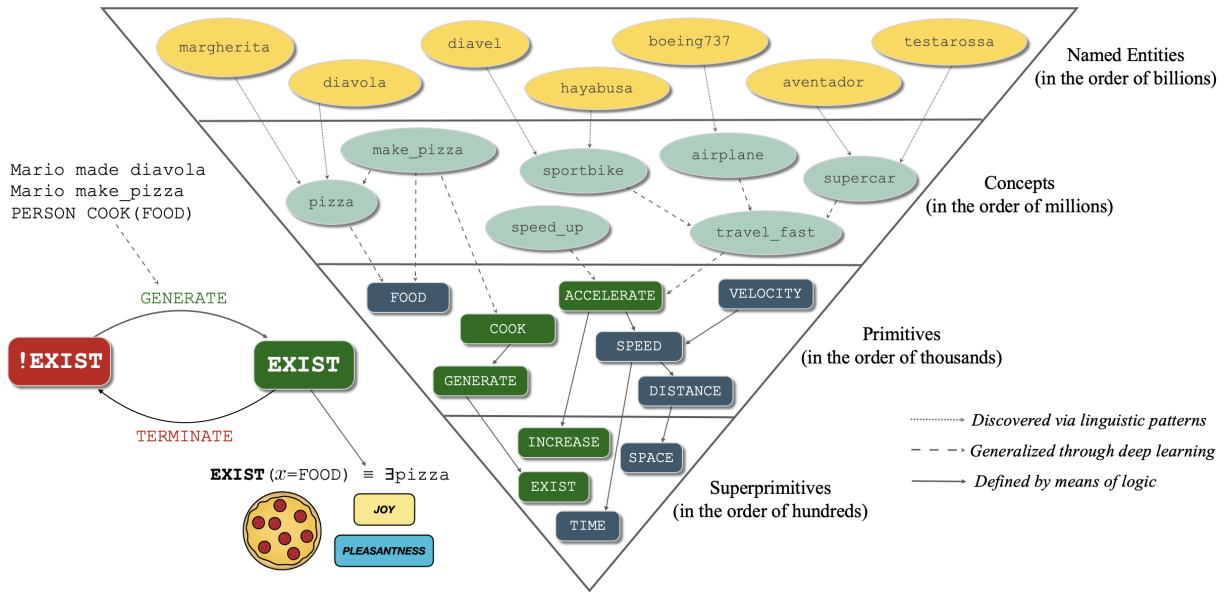 margherita
diavola
diavel
hayabusa
boeing737
aventador
testarossa
Named Entities
(in the order of billions)
make_pizza
pizza
sportbike
airplane
supercar
speed_up
travel_fast
Concepts
(in the order of millions)
Mario made diavola
Mario make_pizza
PERSON COOK(FOOD)
GENERATE
!EXIST
EXIST
TERMINATE
EXIST(x=FOOD) ≡ ∃pizza
JOY
PLEASANTNESS
FOOD
ACCELERATE
VELOCITY
COOK
SPEED
GENERATE
DISTANCE
Primitives
(in the order of thousands)
INCREASE
SPACE
EXIST
TIME
Superprimitives
(in the order of hundreds)
Discovered via linguistic patterns
Generalized through deep learning
Defined by means of logic